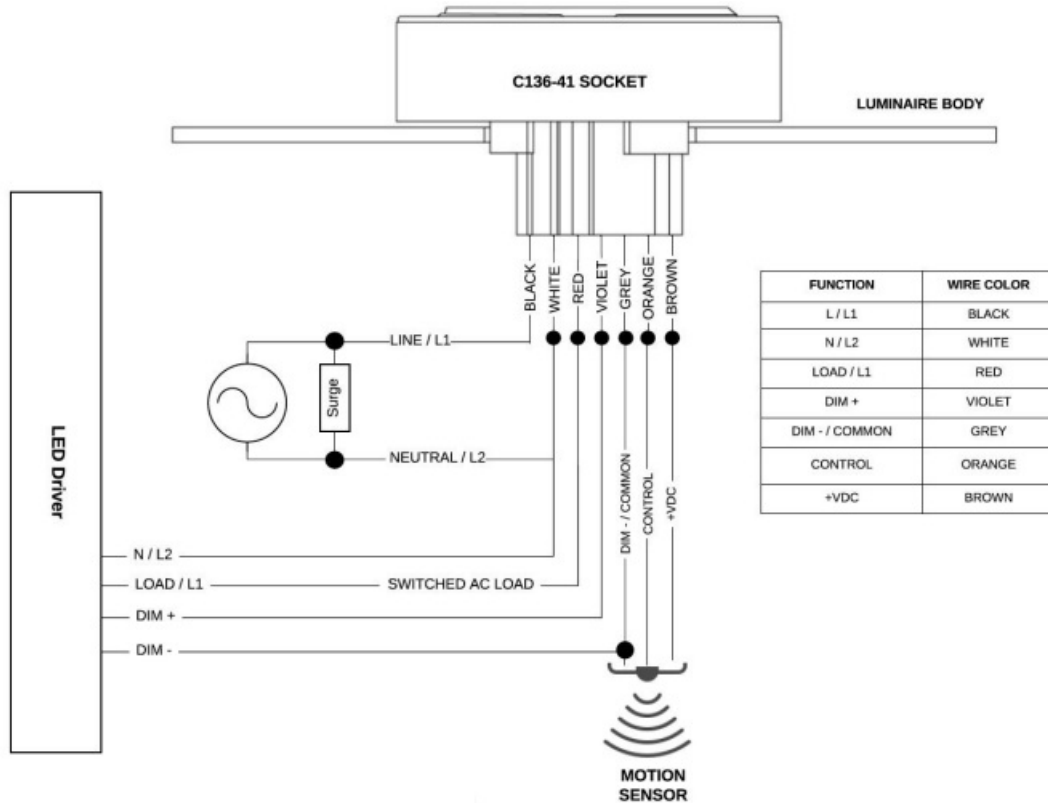 C136-41 SOCKET
LUMINAIRE BODY
BLACK
WHITE
RED
VIOLET
GREY
ORANGE
BROWN
LINE / L1
Surge
NEUTRAL / L2
LED Driver
N / L2
LOAD / L1
SWITCHED AC LOAD
DIM +
DIM -
DIM - / COMMON
CONTROL
+VDC
MOTION
SENSOR
FUNCTION WIRE COLOR
L / L1 BLACK
N / L2 WHITE
LOAD / L1 RED
DIM + VIOLET
DIM - / COMMON GREY
CONTROL ORANGE
+VDC BROWN